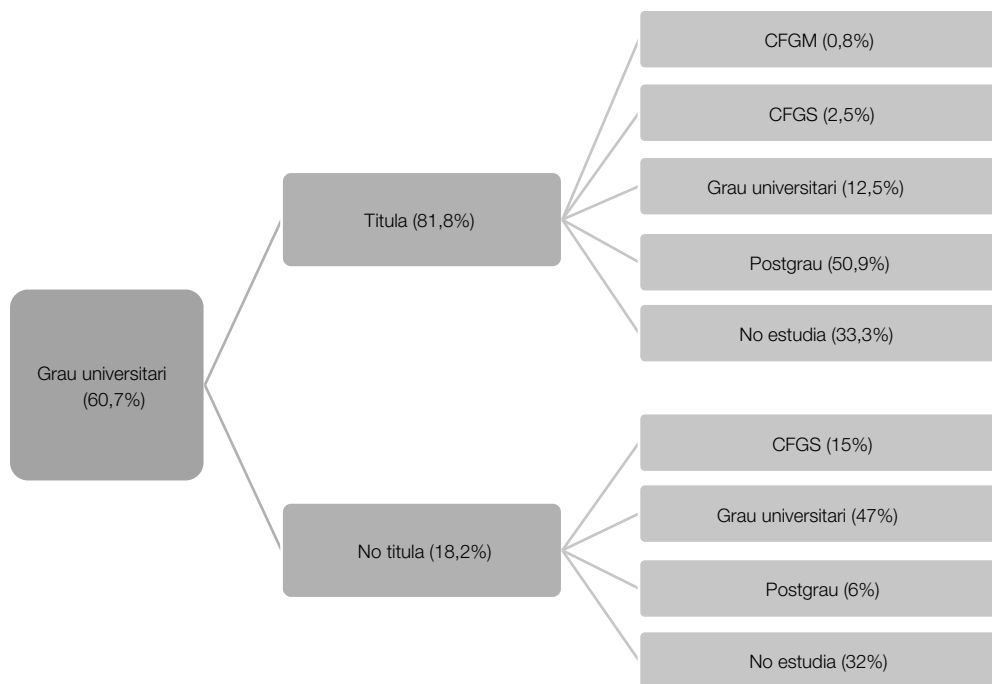 Grau universitari
(60,7%)
Titula (81,8%)
CFGM (0,8%)
CFGS (2,5%)
Grau universitari (12,5%)
Postgrau (50,9%)
No estudia (33,3%)
No titula (18,2%)
CFGS (15%)
Grau universitari (47%)
Postgrau (6%)
No estudia (32%)